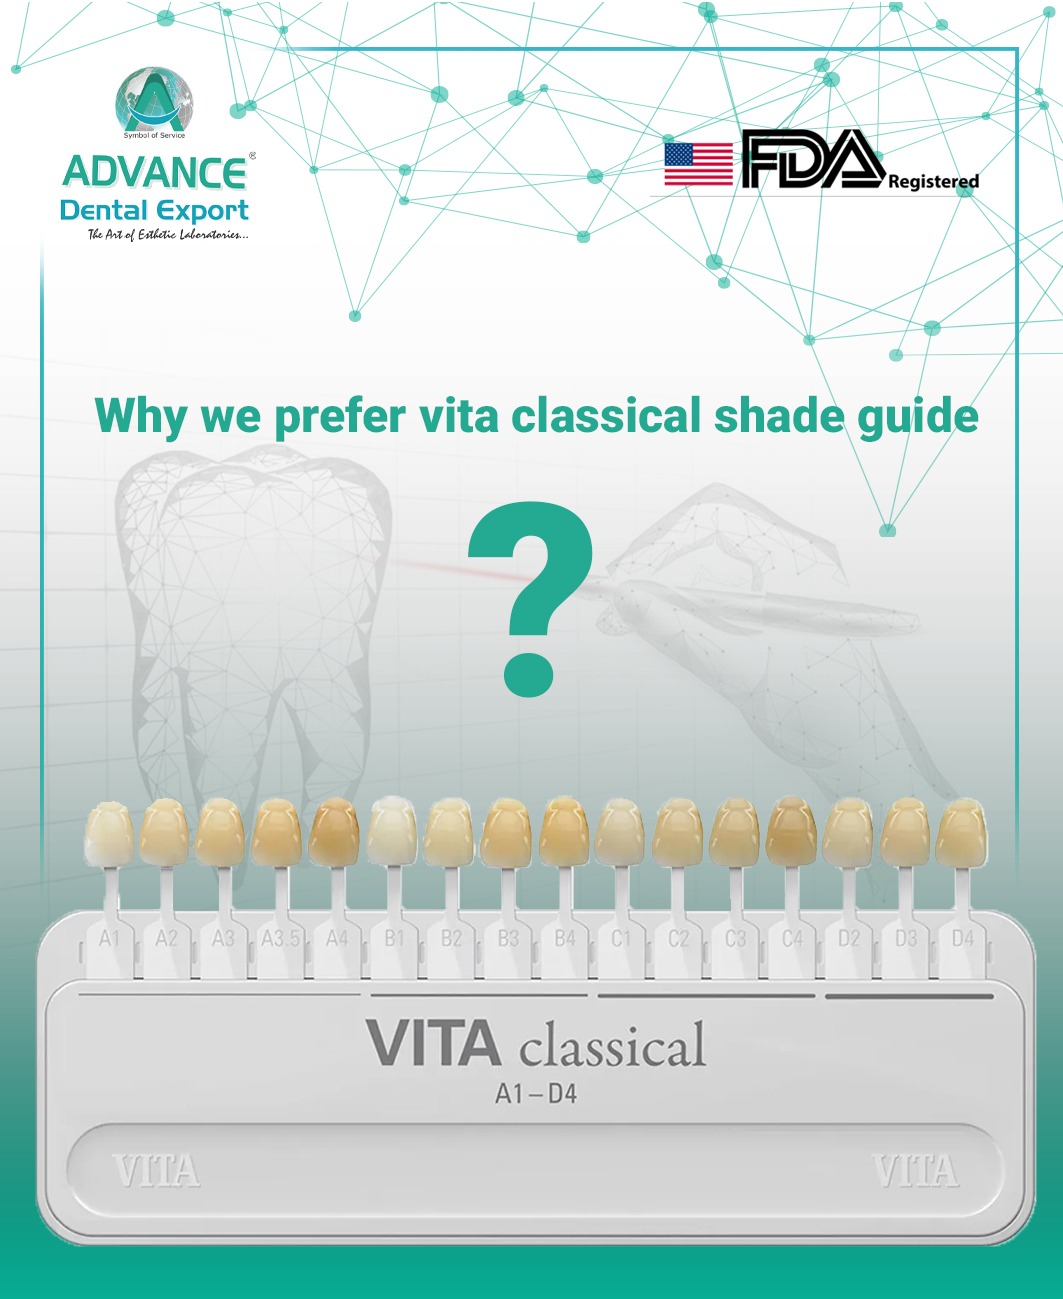 Symbol of Service
ADVANCE®
Dental Export
The Art of Esthetic Laboratories...
FDA Registered
Why we prefer vita classical shade guide
?
A1 A2 A3 A3.5 A4 B1 B2 B3 B4 C1 C2 C3 C4 D2 D3 D4
VITA classical
A1–D4
VITA VITA